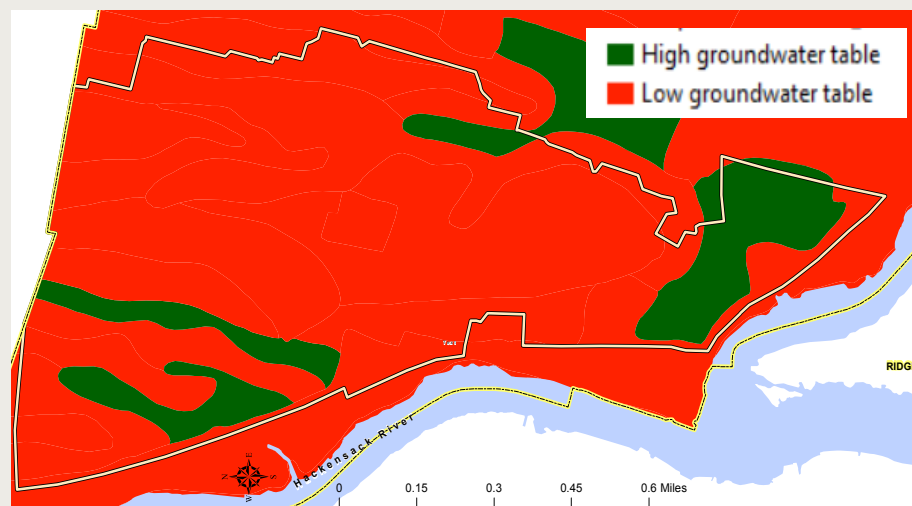 High groundwater table
Low groundwater table
RIDG
Hackensack River
E
N
S
W
0
0.15
0.3
0.45
0.6 Miles